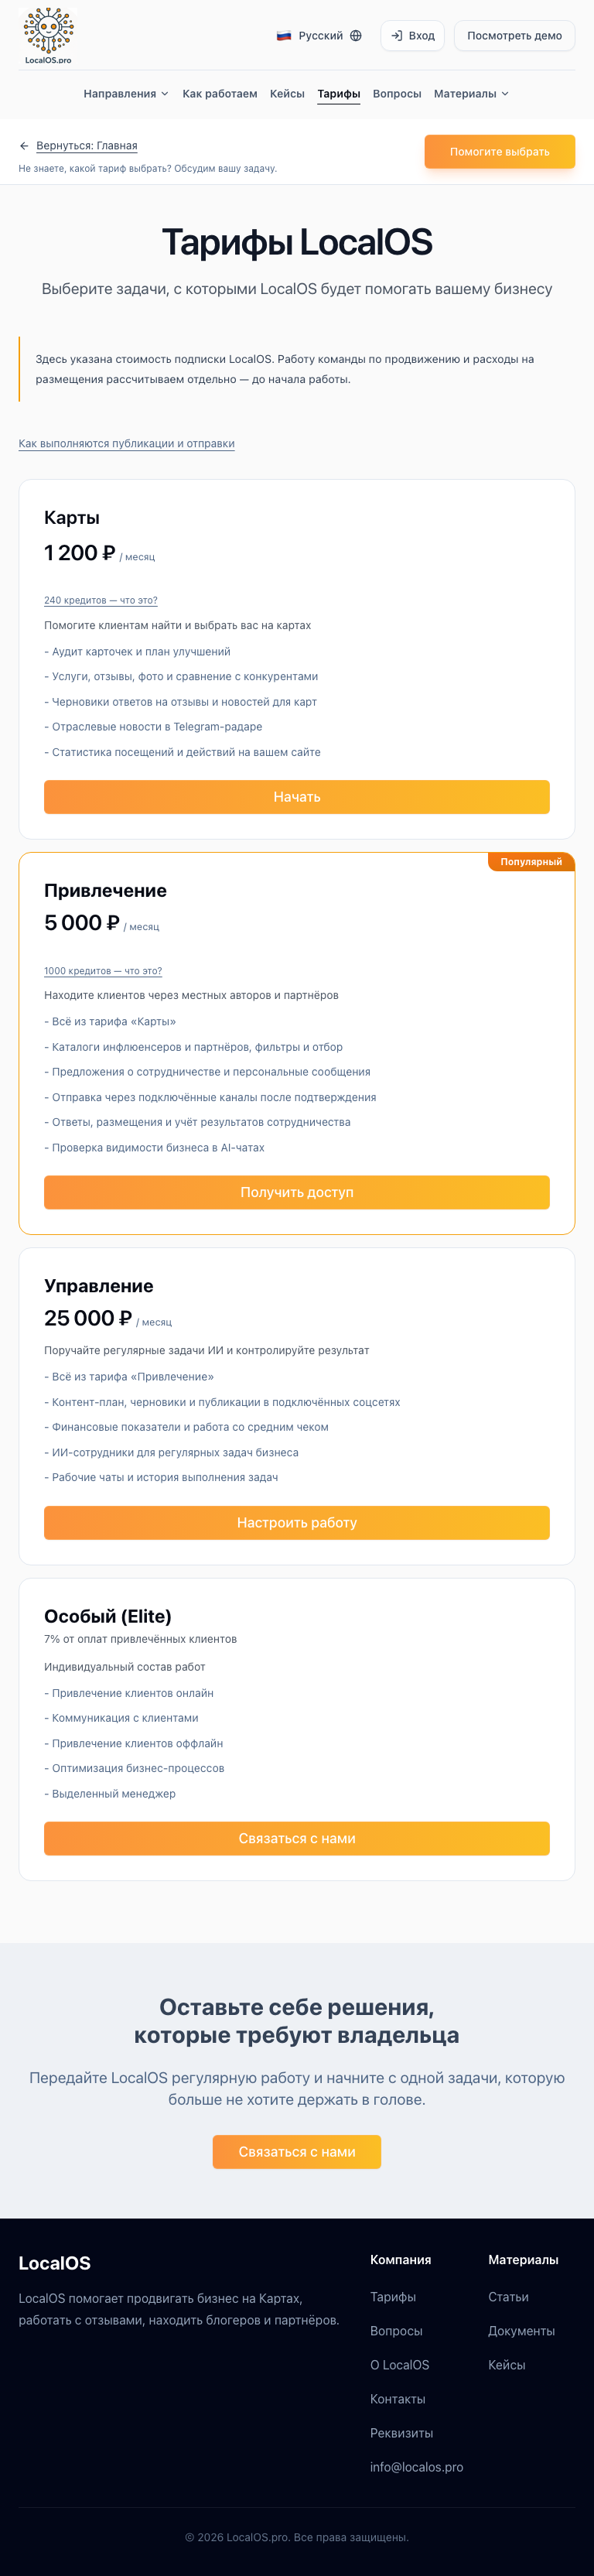 LocalOS.pro
Русский
Вход
Посмотреть демо
Направления
Как работаем
Кейсы
Тарифы
Вопросы
Материалы
Вернуться: Главная
Не знаете, какой тариф выбрать? Обсудим вашу задачу.
Помогите выбрать
Тарифы LocalOS
Выберите задачи, с которыми LocalOS будет помогать вашему бизнесу
Здесь указана стоимость подписки LocalOS. Работу команды по продвижению и расходы на
размещения рассчитываем отдельно — до начала работы.
Как выполняются публикации и отправки
Карты
1 200 ₽ / месяц
240 кредитов — что это?
Помогите клиентам найти и выбрать вас на картах
- Аудит карточек и план улучшений
- Услуги, отзывы, фото и сравнение с конкурентами
- Черновики ответов на отзывы и новостей для карт
- Отраслевые новости в Telegram-радаре
- Статистика посещений и действий на вашем сайте
Начать
Популярный
Привлечение
5 000 ₽ / месяц
1000 кредитов — что это?
Находите клиентов через местных авторов и партнёров
- Всё из тарифа «Карты»
- Каталоги инфлюенсеров и партнёров, фильтры и отбор
- Предложения о сотрудничестве и персональные сообщения
- Отправка через подключённые каналы после подтверждения
- Ответы, размещения и учёт результатов сотрудничества
- Проверка видимости бизнеса в AI-чатах
Получить доступ
Управление
25 000 ₽ / месяц
Поручайте регулярные задачи ИИ и контролируйте результат
- Всё из тарифа «Привлечение»
- Контент-план, черновики и публикации в подключённых соцсетях
- Финансовые показатели и работа со средним чеком
- ИИ-сотрудники для регулярных задач бизнеса
- Рабочие чаты и история выполнения задач
Настроить работу
Особый (Elite)
7% от оплат привлечённых клиентов
Индивидуальный состав работ
- Привлечение клиентов онлайн
- Коммуникация с клиентами
- Привлечение клиентов оффлайн
- Оптимизация бизнес-процессов
- Выделенный менеджер
Связаться с нами
Оставьте себе решения,
которые требуют владельца
Передайте LocalOS регулярную работу и начните с одной задачи, которую
больше не хотите держать в голове.
Связаться с нами
LocalOS
LocalOS помогает продвигать бизнес на Картах,
работать с отзывами, находить блогеров и партнёров.
Компания
Тарифы
Вопросы
О LocalOS
Контакты
Реквизиты
info@localos.pro
Материалы
Статьи
Документы
Кейсы
© 2026 LocalOS.pro. Все права защищены.